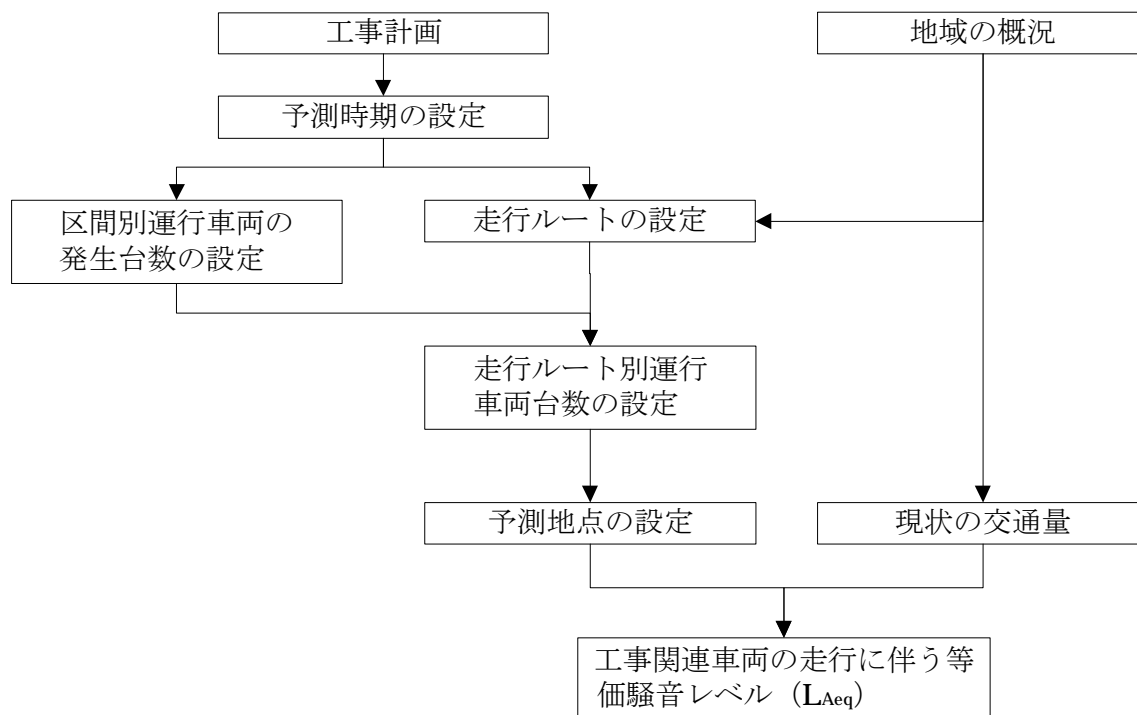 工事計画
地域の概況
予測時期の設定
区間別運行車両の
発生台数の設定
走行ルートの設定
走行ルート別運行
車両台数の設定
予測地点の設定
現状の交通量
工事関連車両の走行に伴う等
価騒音レベル（LAeq）